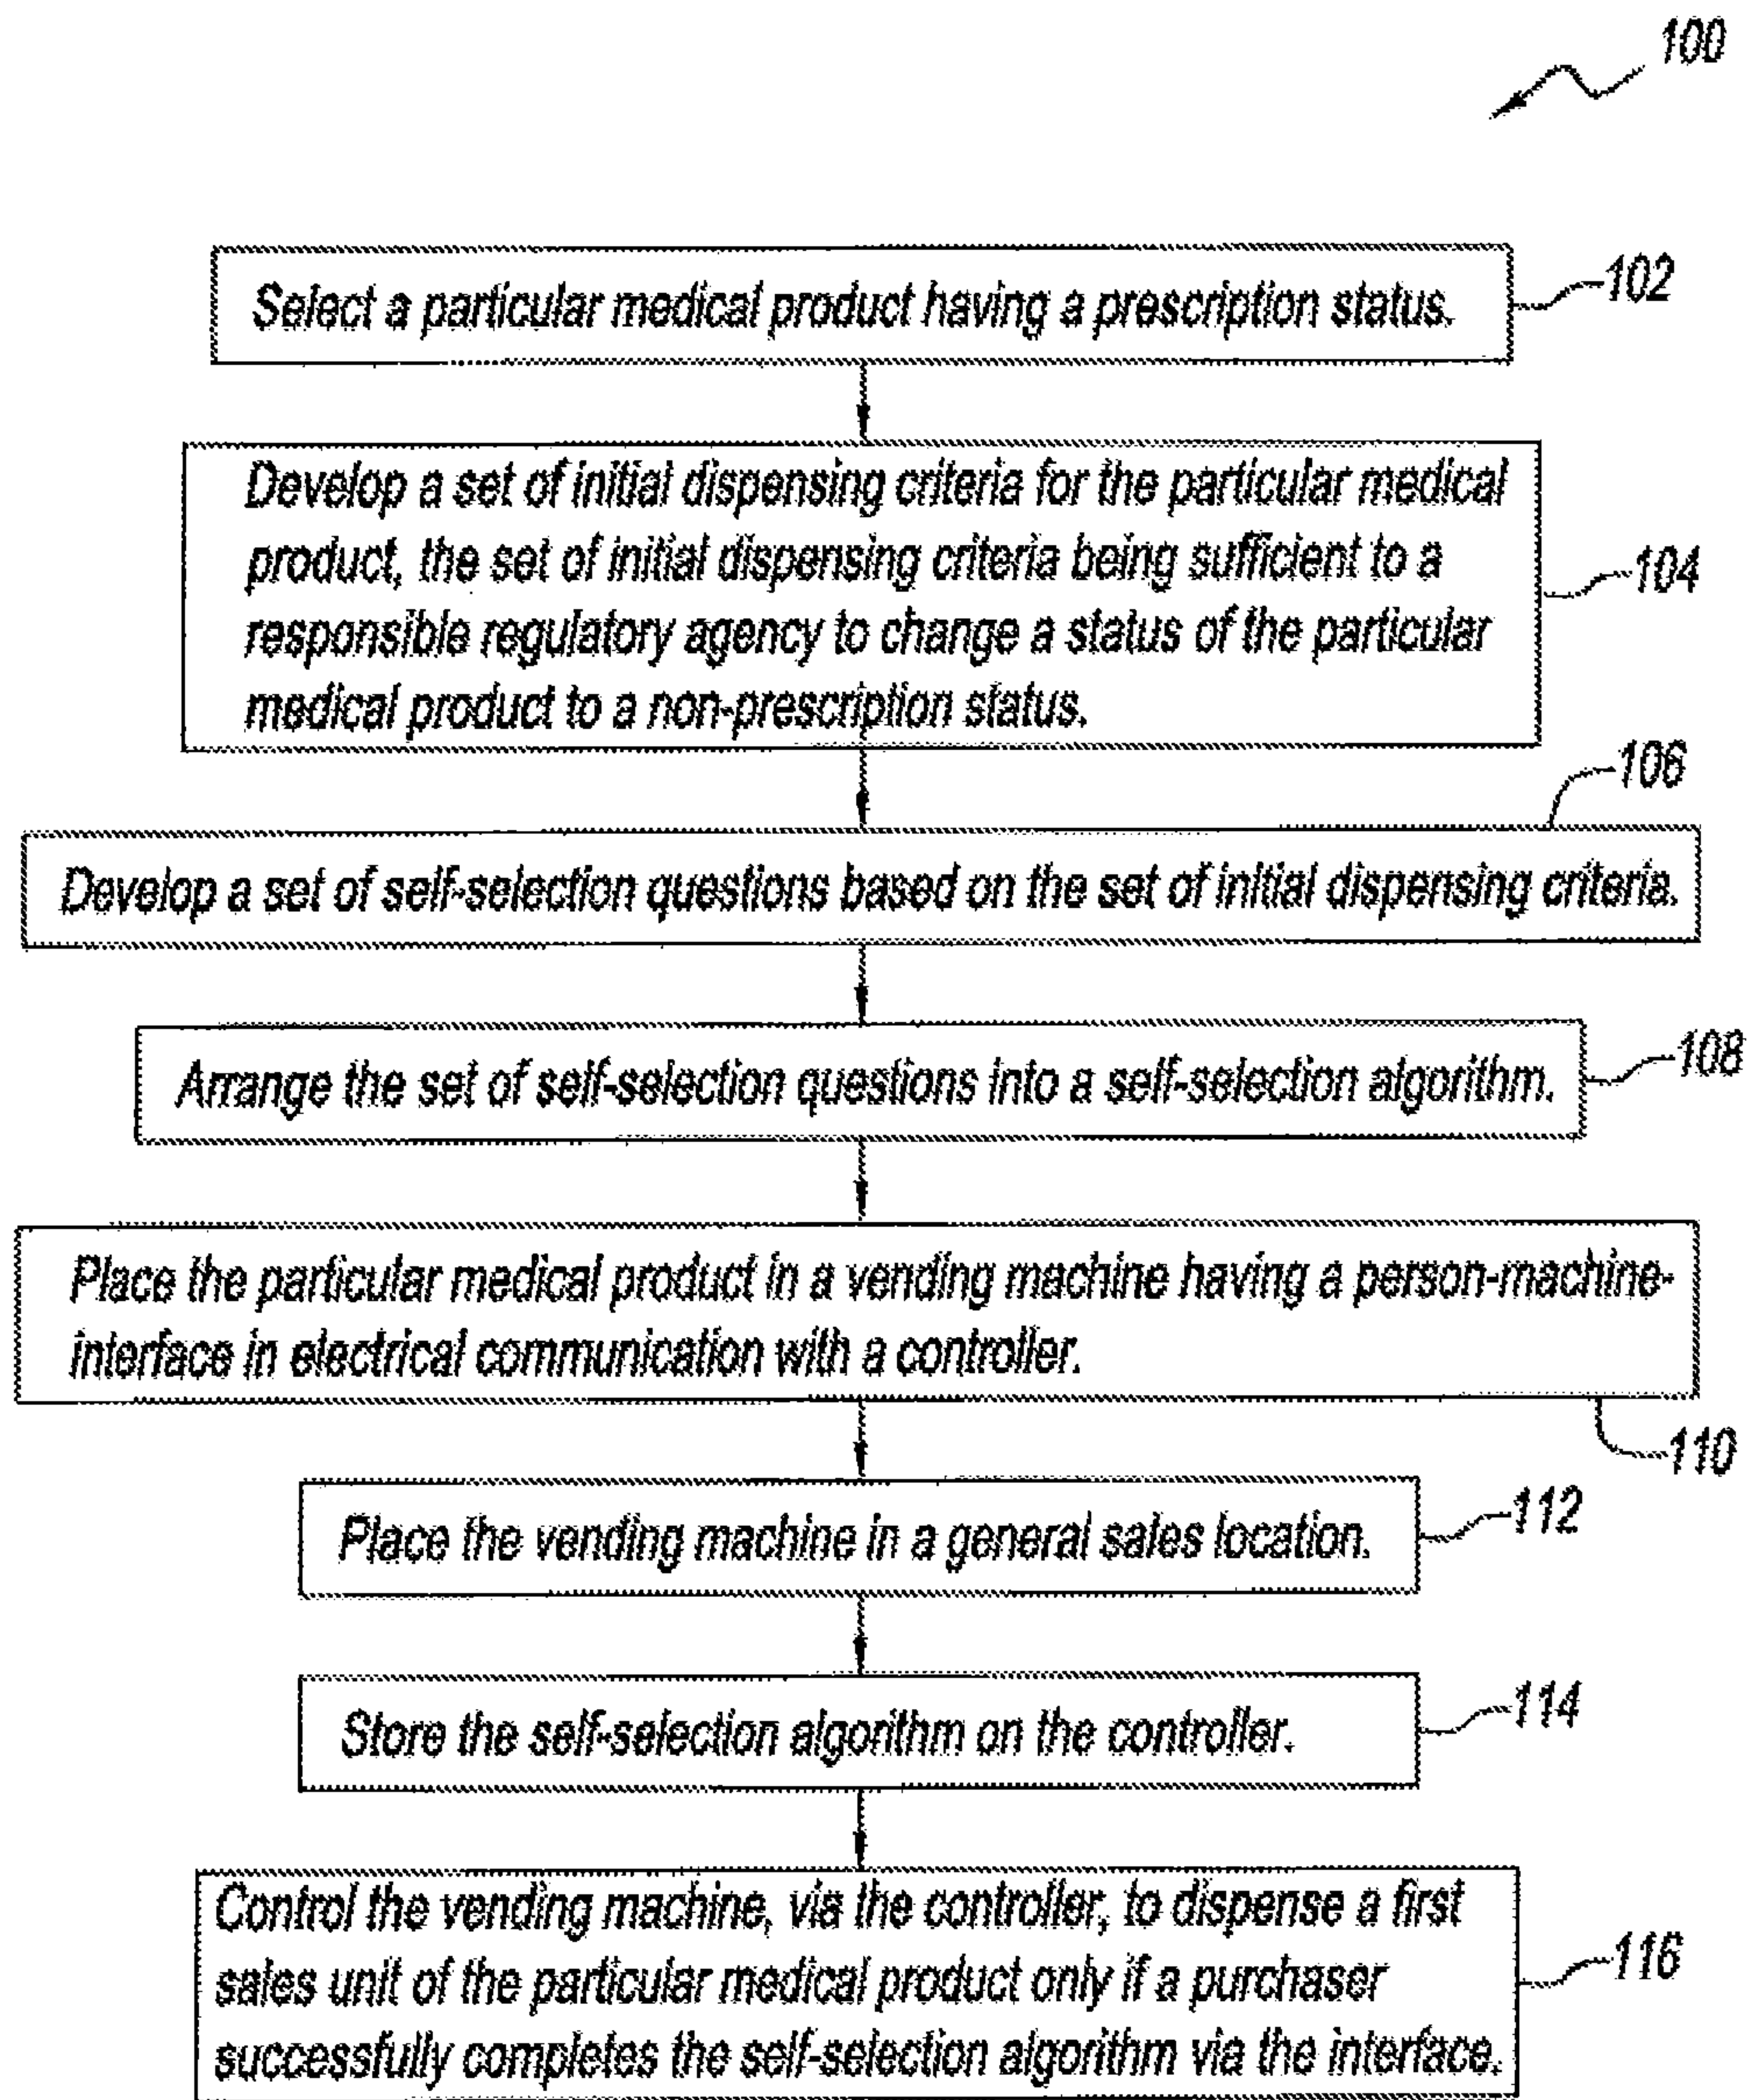 100
Select a particular medical product having a prescription status.
102
Develop a set of initial dispensing criteria for the particular medical
product, the set of initial dispensing criteria being sufficient to a
responsible regulatory agency to change a status of the particular
medical product to a non-prescription status.
104
106
Develop a set of self-selection questions based on the set of initial dispensing criteria.
Arrange the set of self-selection questions into a self-selection algorithm.
108
Place the particular medical product in a vending machine having a person-machine-
interface in electrical communication with a controller.
110
Place the vending machine in a general sales location.
112
Store the self-selection algorithm on the controller.
114
Control the vending machine, via the controller, to dispense a first
sales unit of the particular medical product only if a purchaser
successfully completes the self-selection algorithm via the interface.
116